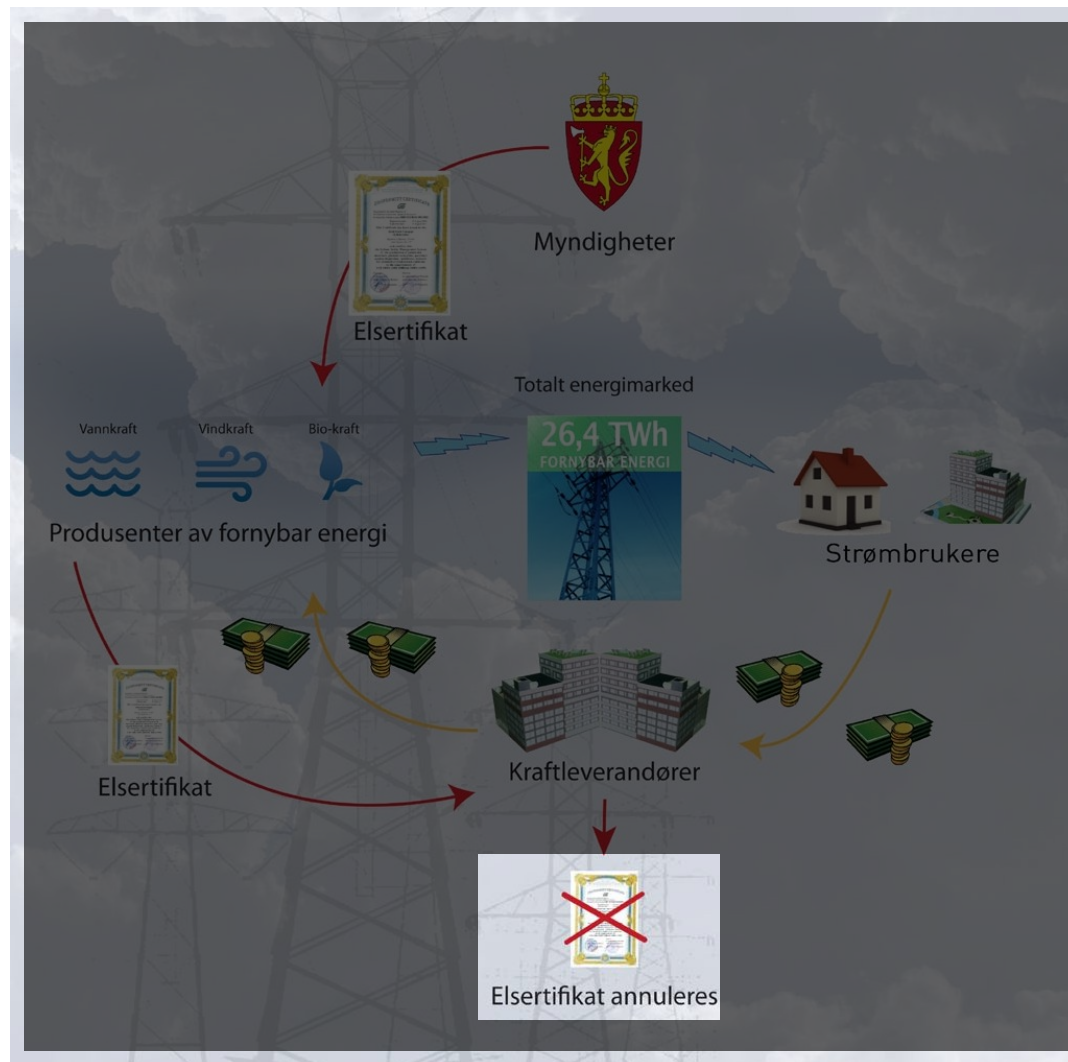 Myndigheter
Elsertifikat
Totalt energimarked
Vannkraft
Vindkraft
Bio-kraft
26,4 TWh
FORNYBAR ENERGI
Produsenter av fornybar energi
Strømbrukere
Kraftleverandører
Elsertifikat
Elsertifikat annuleres